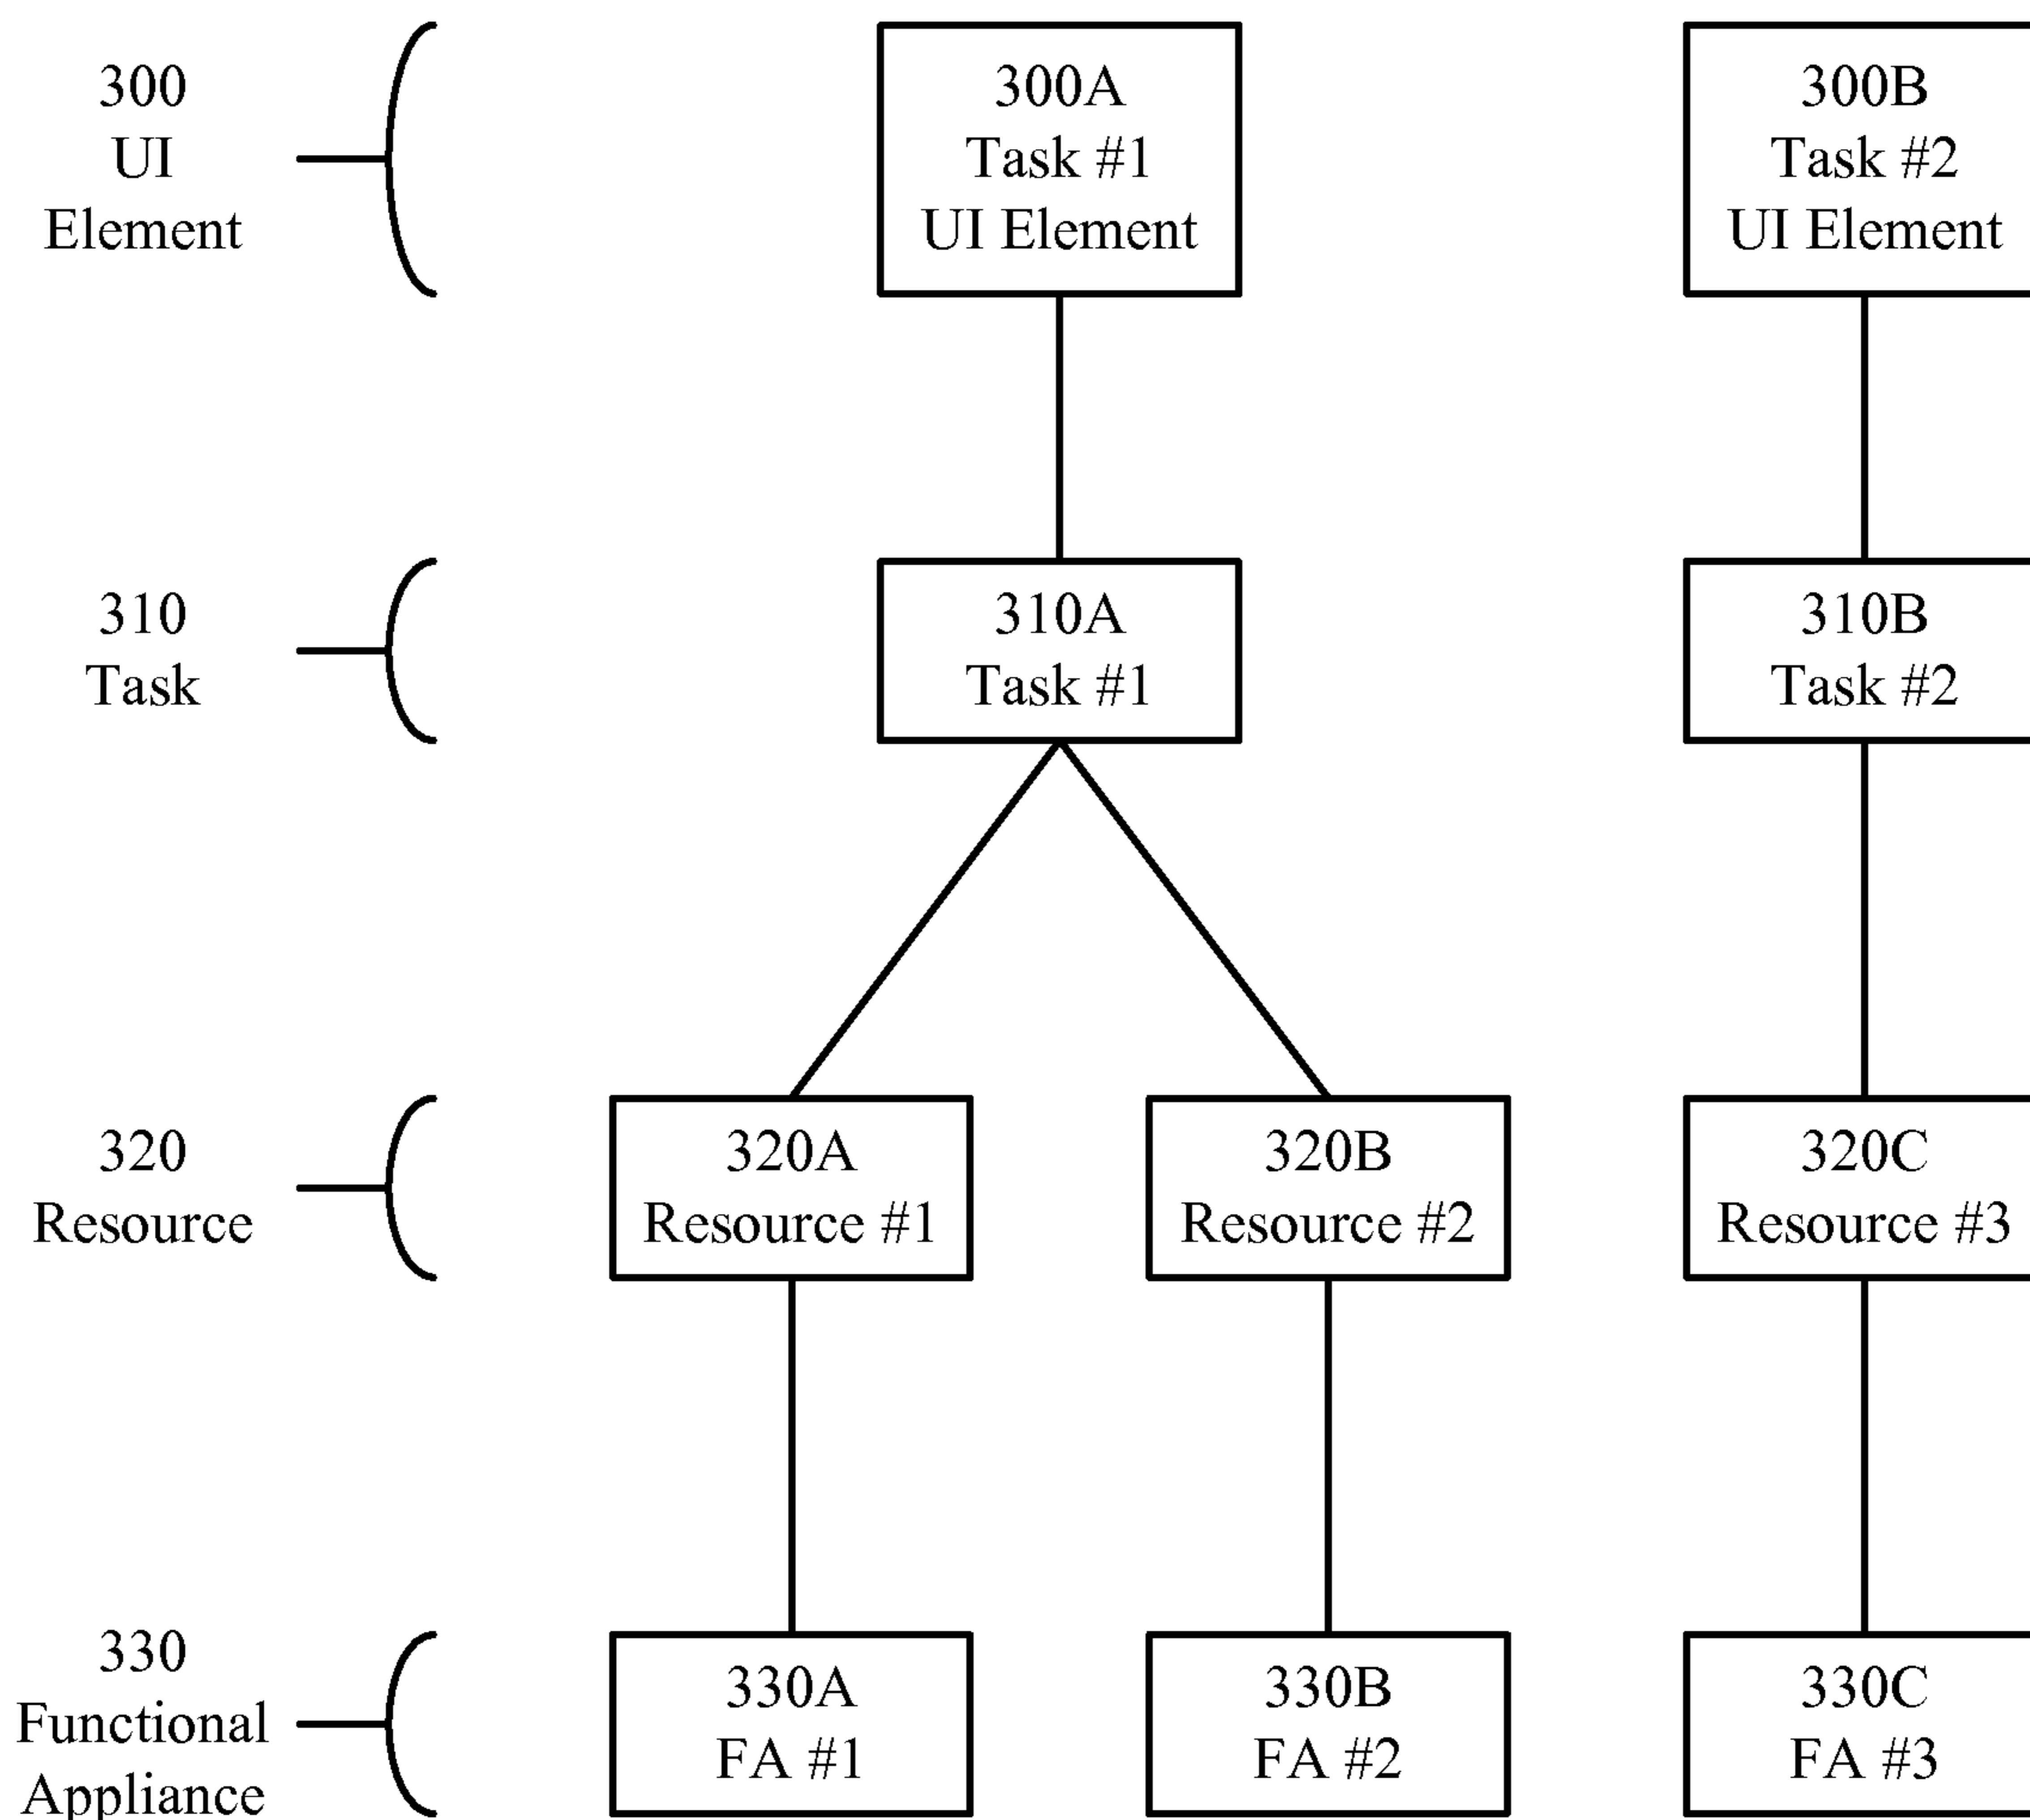 300
UI
Element
300A
Task #1
UI Element
300B
Task #2
UI Element
310
Task
310A
Task #1
310B
Task #2
320
Resource
320A
Resource #1
320B
Resource #2
320C
Resource #3
330
Functional
Appliance
330A
FA #1
330B
FA #2
330C
FA #3